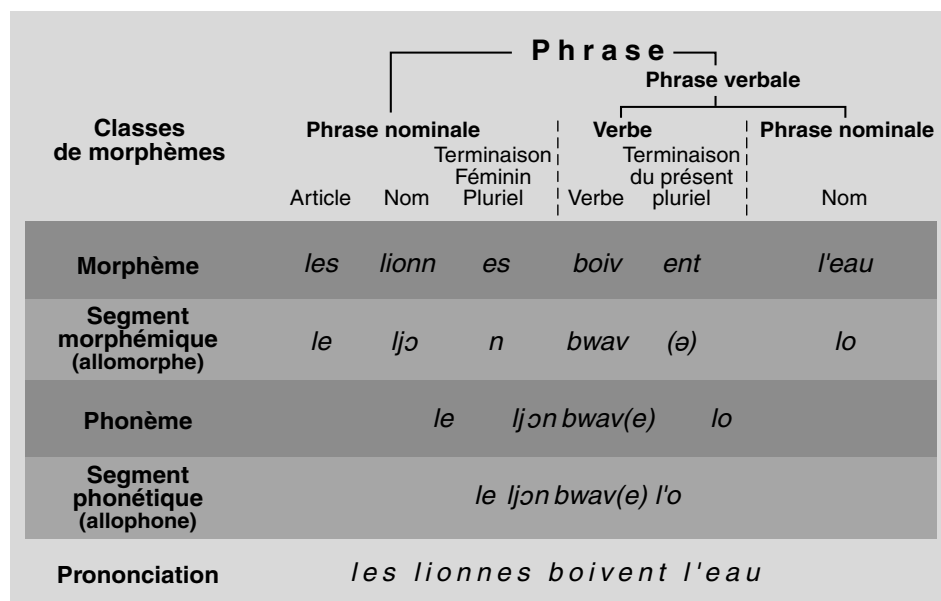 Phrase
Phrase verbale
Classes de morphèmes
Phrase nominale
Verbe
Phrase nominale
Article
Nom
Terminaison Féminin Pluriel
Verbe
Terminaison du présent pluriel
Nom
Morphème les lionn es boiv ent l'eau
Segment morphémique (allomorphe) le ljɔ n bwav (ə) lo
Phonème le ljɔn bwav(e) lo
Segment phonétique (allophone) le ljɔn bwav(e) l'o
Prononciation les lionnes boivent l'eau